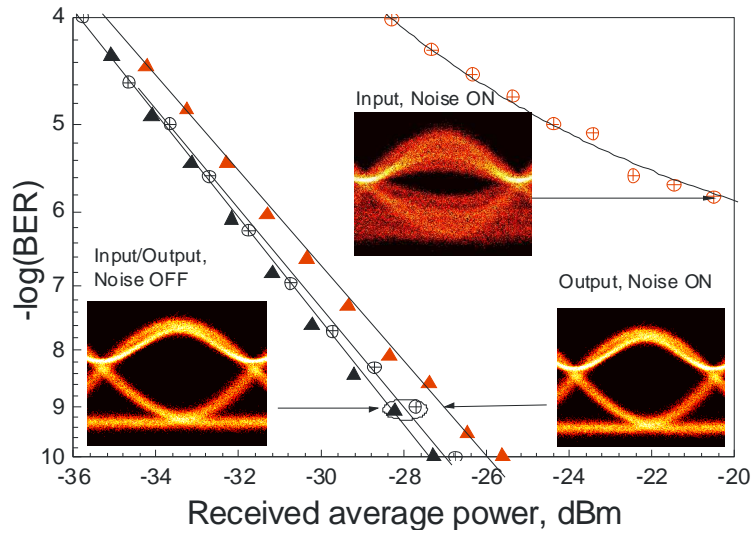 4
5
6
7
8
9
10
-log(BER)
Input, Noise ON
Input/Output,
Noise OFF
Output, Noise ON
-36 -34 -32 -30 -28 -26 -24 -22 -20
Received average power, dBm